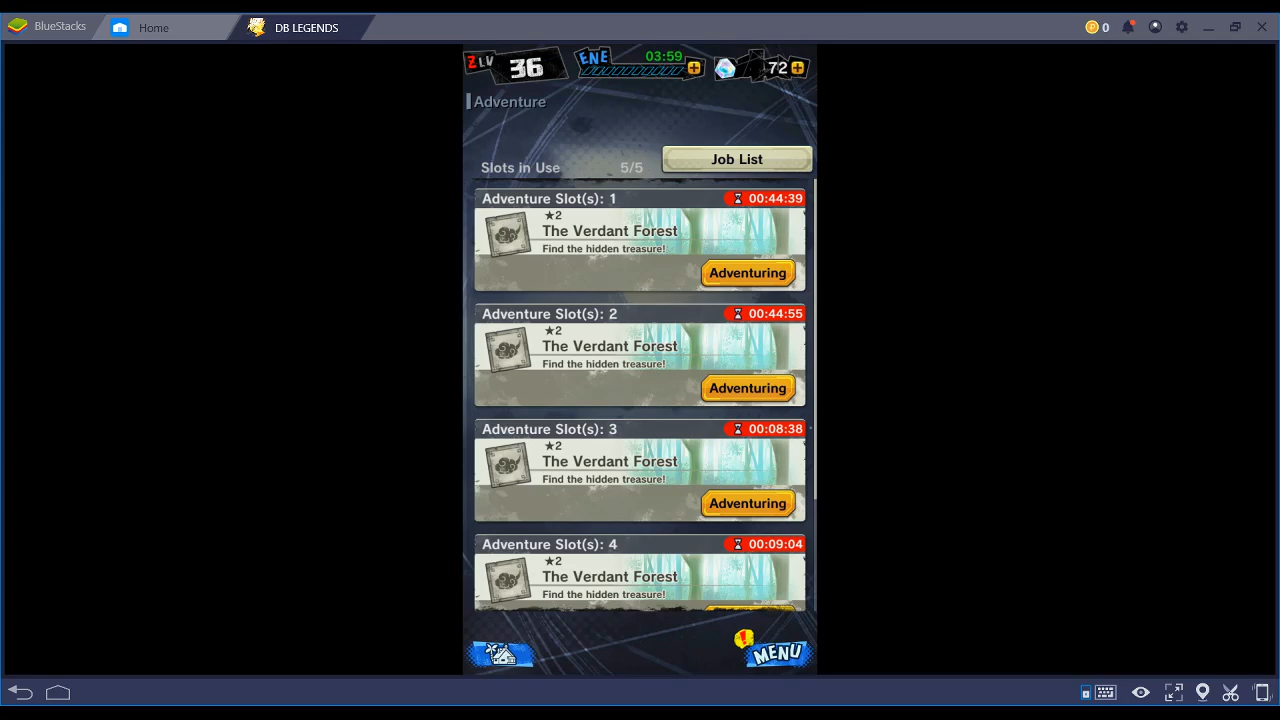 BlueStacks
Home
DB LEGENDS
0
Z LV 36
ENE 03:59
72
Adventure
Slots in Use 5/5
Job List
Adventure Slot(s): 1 00:44:39
★2
The Verdant Forest
Find the hidden treasure!
Adventuring
Adventure Slot(s): 2 00:44:55
★2
The Verdant Forest
Find the hidden treasure!
Adventuring
Adventure Slot(s): 3 00:08:38
★2
The Verdant Forest
Find the hidden treasure!
Adventuring
Adventure Slot(s): 4 00:09:04
★2
The Verdant Forest
Find the hidden treasure!
! MENU